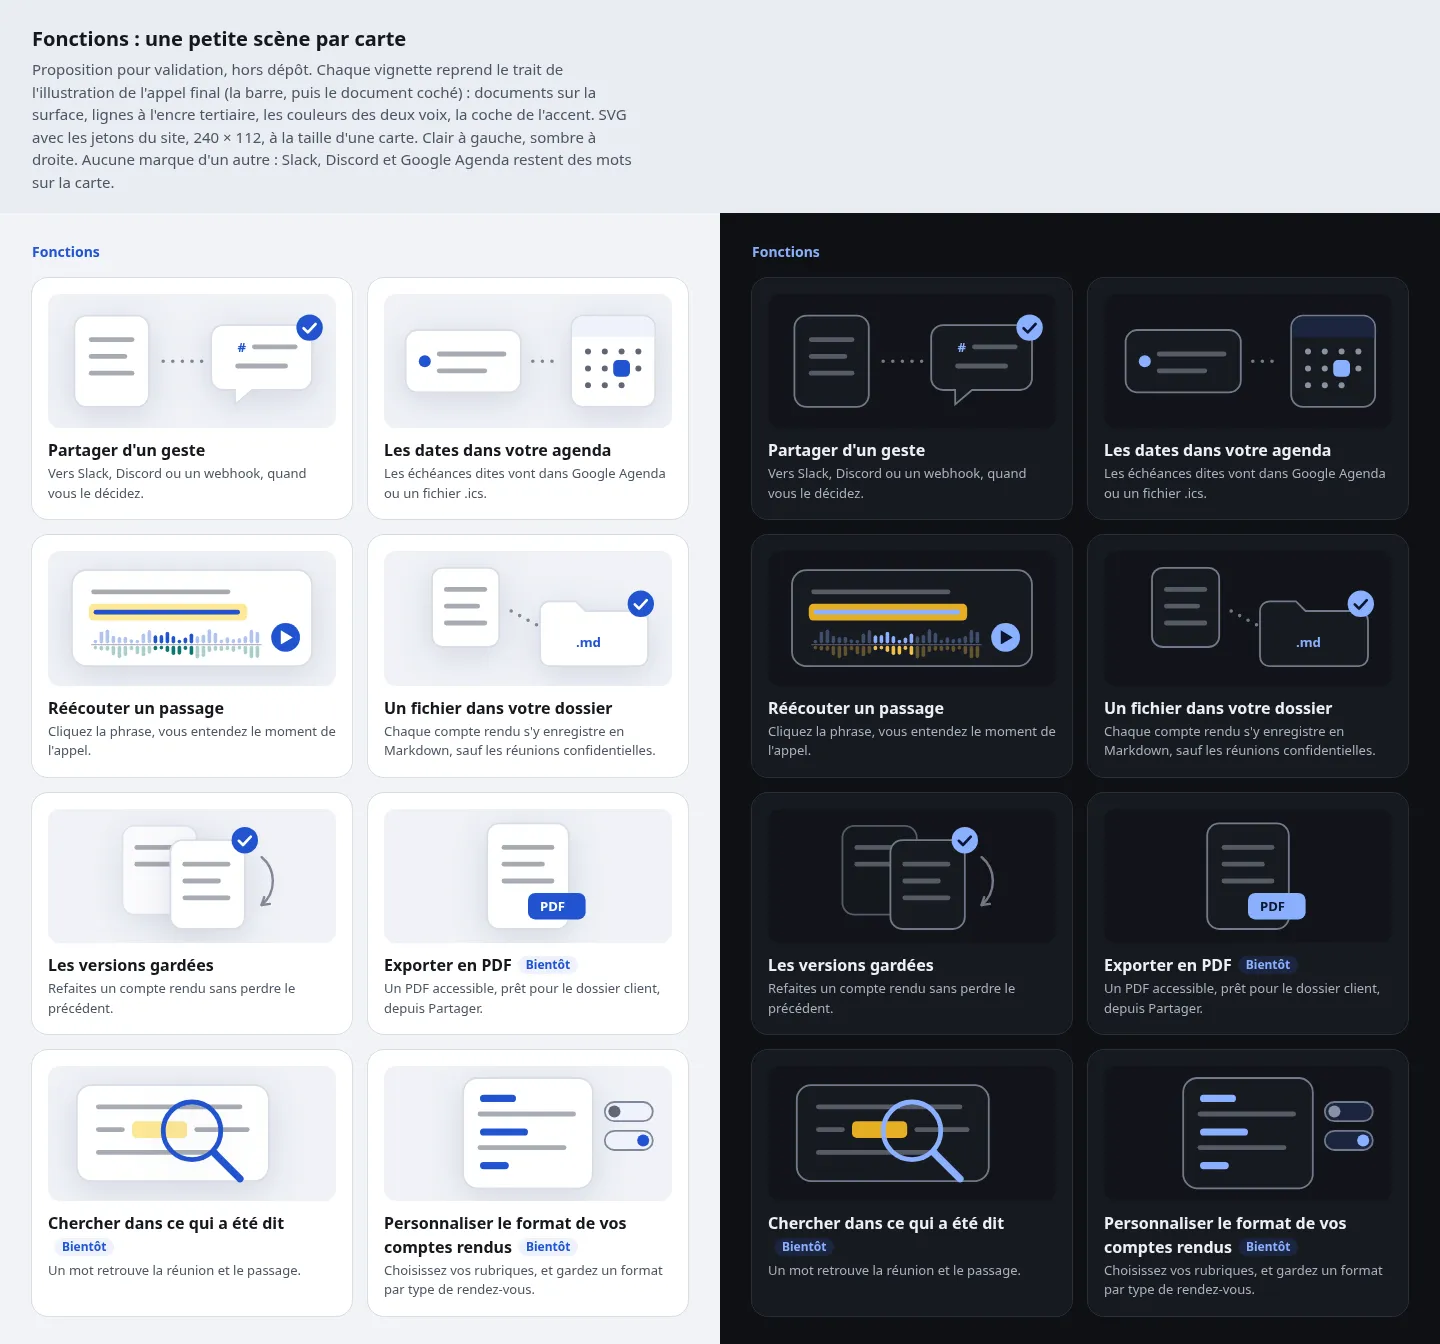 Fonctions : une petite scène par carte
Proposition pour validation, hors dépôt. Chaque vignette reprend le trait de
l'illustration de l'appel final (la barre, puis le document coché) : documents sur la
surface, lignes à l'encre tertiaire, les couleurs des deux voix, la coche de l'accent. SVG
avec les jetons du site, 240 × 112, à la taille d'une carte. Clair à gauche, sombre à
droite. Aucune marque d'un autre : Slack, Discord et Google Agenda restent des mots
sur la carte.
Fonctions
#
Partager d'un geste
Vers Slack, Discord ou un webhook, quand
vous le décidez.
Les dates dans votre agenda
Les échéances dites vont dans Google Agenda
ou un fichier .ics.
Réécouter un passage
Cliquez la phrase, vous entendez le moment de
l'appel.
.md
Un fichier dans votre dossier
Chaque compte rendu s'y enregistre en
Markdown, sauf les réunions confidentielles.
Les versions gardées
Refaites un compte rendu sans perdre le
précédent.
PDF
Exporter en PDF Bientôt
Un PDF accessible, prêt pour le dossier client,
depuis Partager.
Chercher dans ce qui a été dit
Bientôt
Un mot retrouve la réunion et le passage.
Personnaliser le format de vos
comptes rendus Bientôt
Choisissez vos rubriques, et gardez un format
par type de rendez-vous.
Fonctions
#
Partager d'un geste
Vers Slack, Discord ou un webhook, quand
vous le décidez.
Les dates dans votre agenda
Les échéances dites vont dans Google Agenda
ou un fichier .ics.
Réécouter un passage
Cliquez la phrase, vous entendez le moment de
l'appel.
.md
Un fichier dans votre dossier
Chaque compte rendu s'y enregistre en
Markdown, sauf les réunions confidentielles.
Les versions gardées
Refaites un compte rendu sans perdre le
précédent.
PDF
Exporter en PDF Bientôt
Un PDF accessible, prêt pour le dossier client,
depuis Partager.
Chercher dans ce qui a été dit
Bientôt
Un mot retrouve la réunion et le passage.
Personnaliser le format de vos
comptes rendus Bientôt
Choisissez vos rubriques, et gardez un format
par type de rendez-vous.